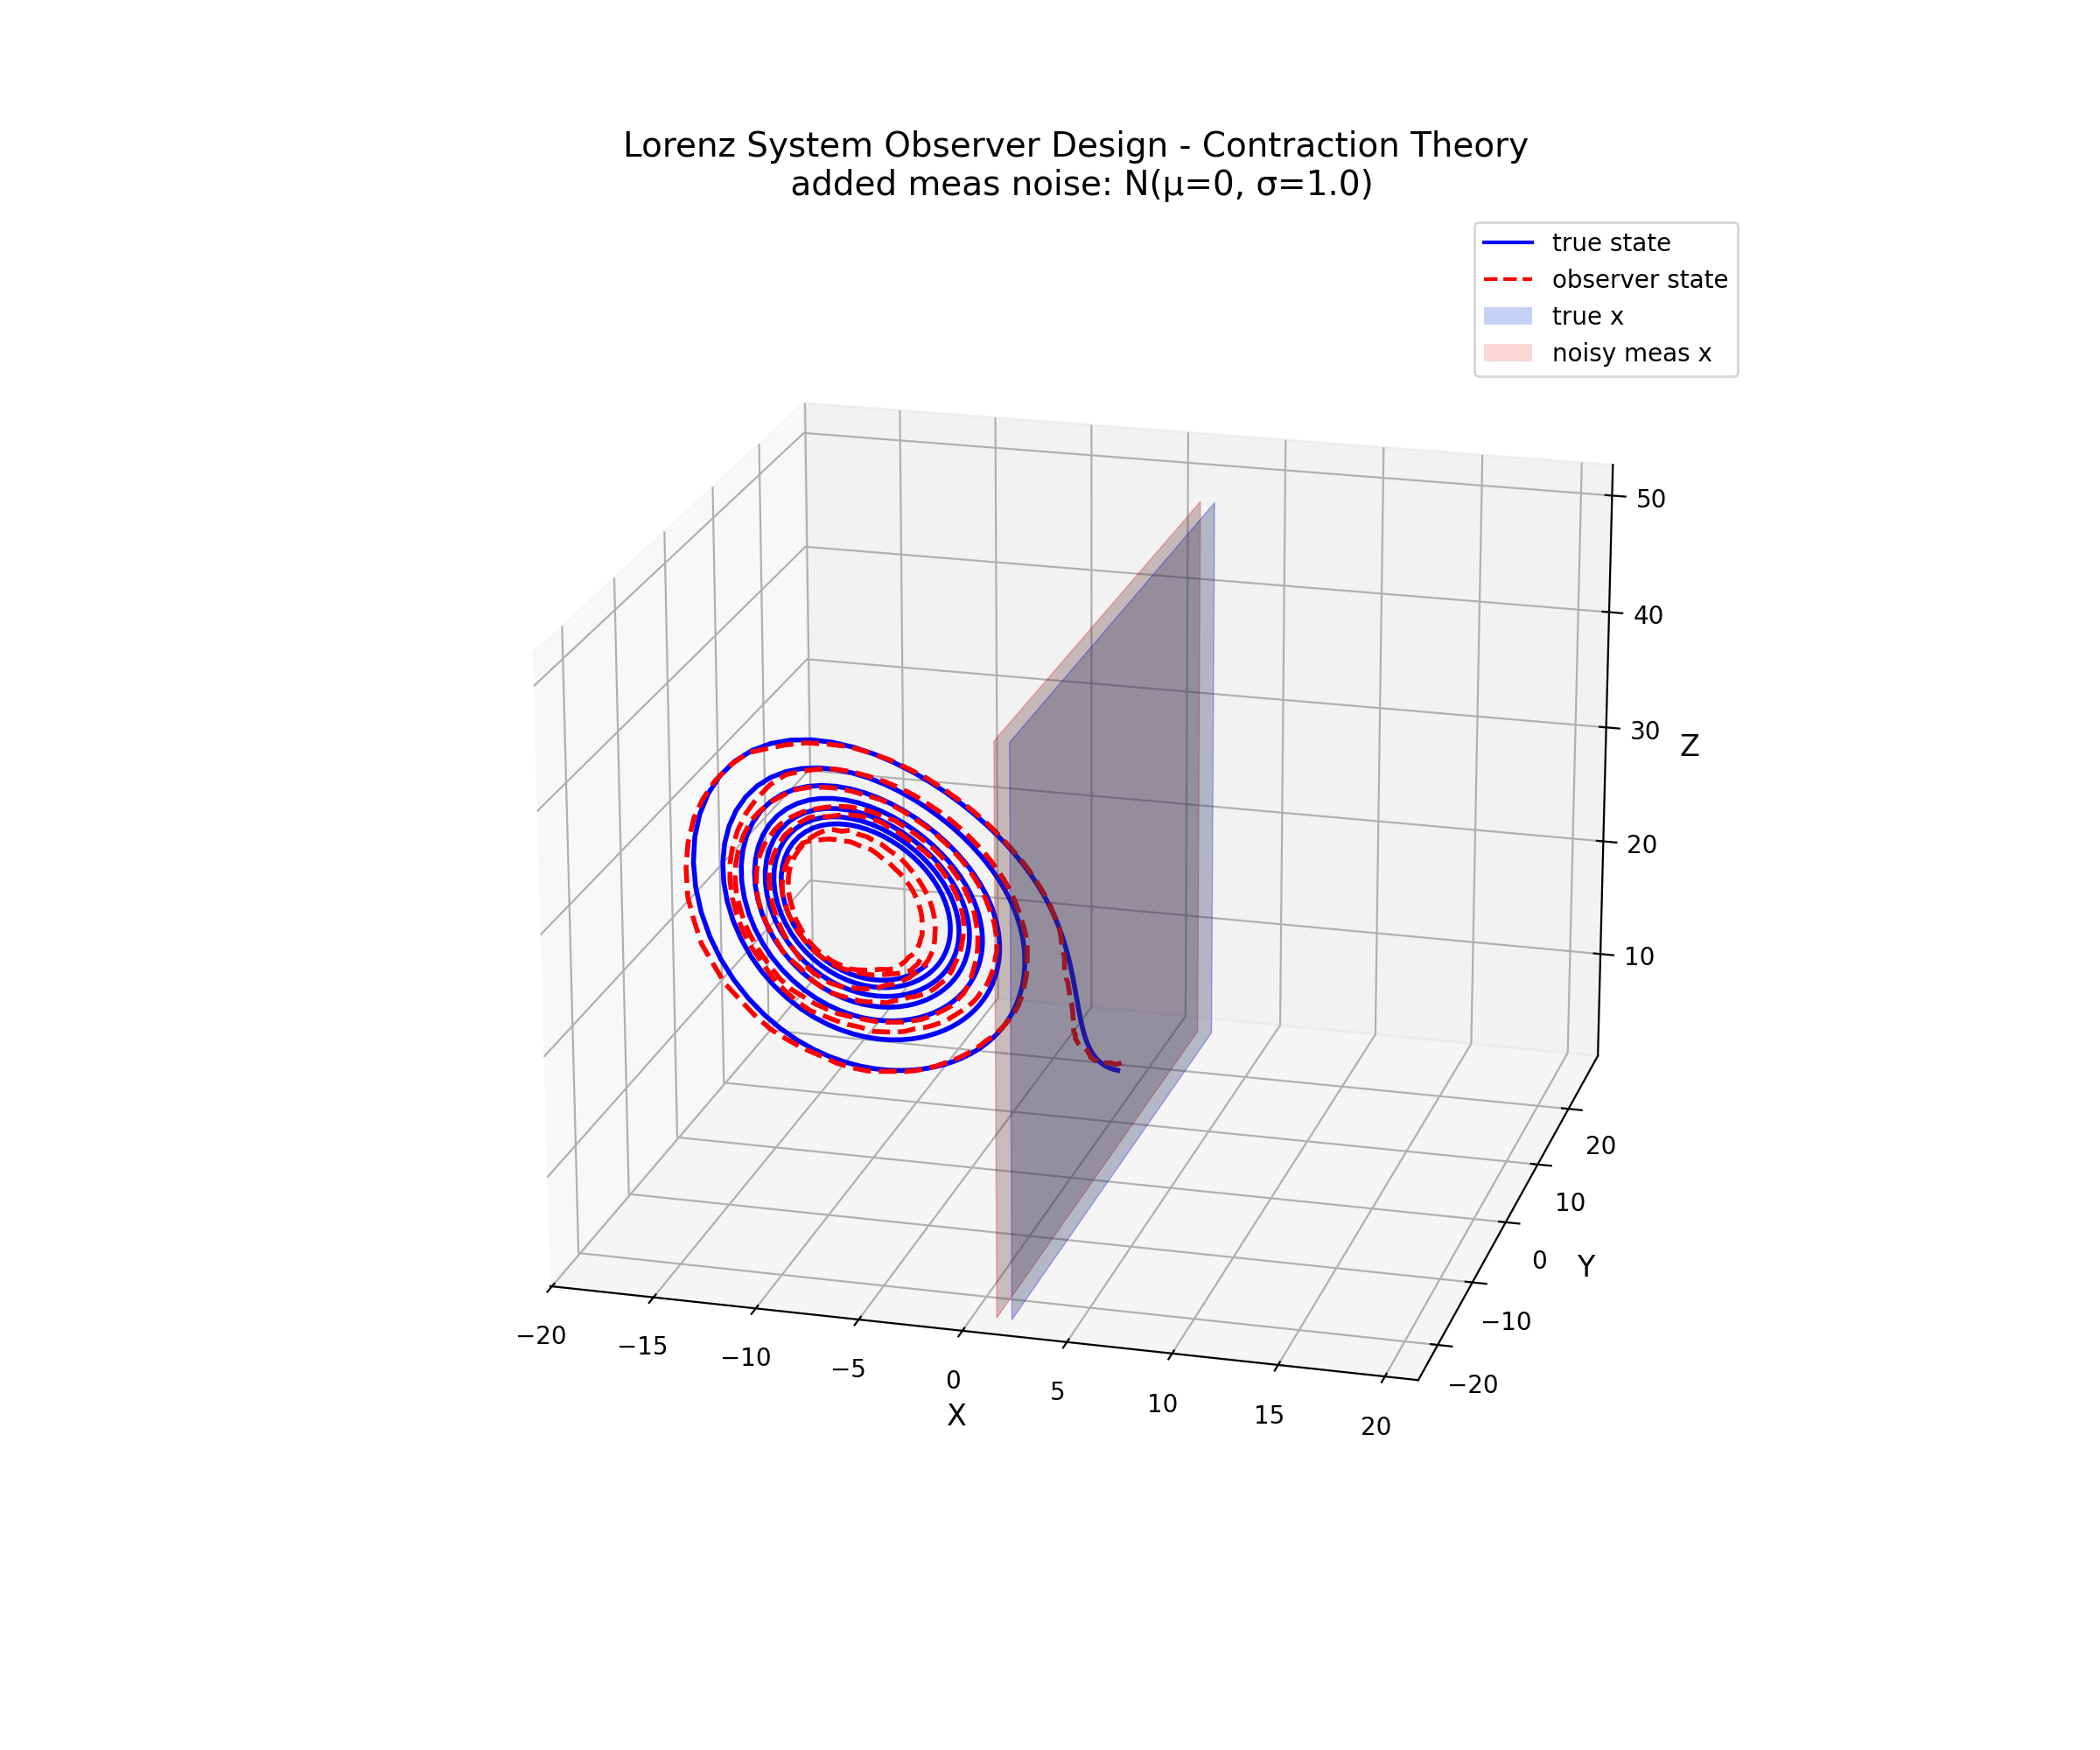 Lorenz System Observer Design - Contraction Theory
added meas noise: N(μ=0, σ=1.0)
true state
observer state
true x
noisy meas x
50
40
30
Z
20
10
20
10
0
Y
−10
−20
−20
−15
−10
−5
0
5
10
15
20
X